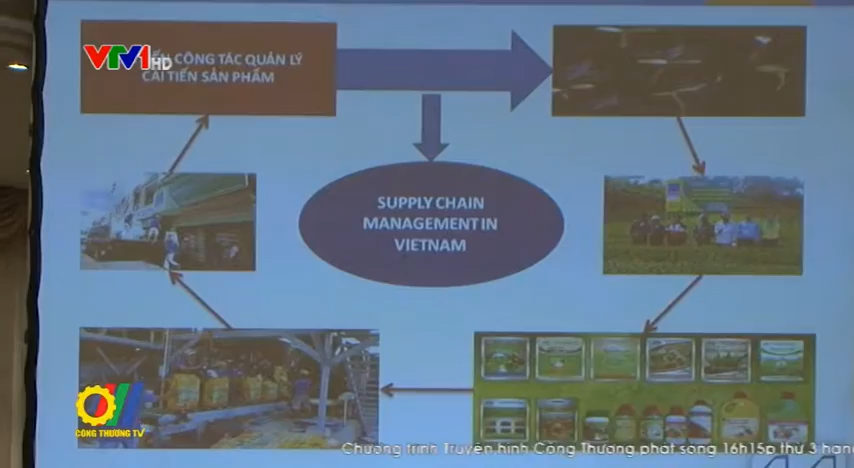 VTV1 HD
CÔNG TÁC QUẢN LÝ
CẢI TIẾN SẢN PHẨM
SUPPLY CHAIN
MANAGEMENT IN
VIETNAM
CÔNG THƯƠNG TV
Chương trình Truyền hình Công Thương phát sóng 16h15p thứ 3 hàn